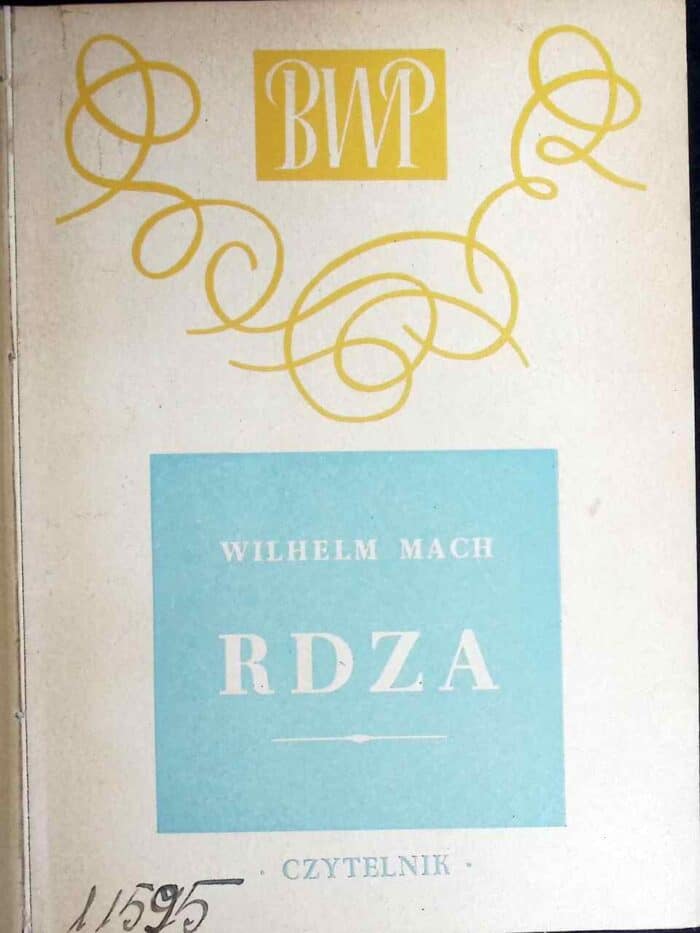 BWP
WILHELM MACH
RDZA
· CZYTELNIK ·
11595